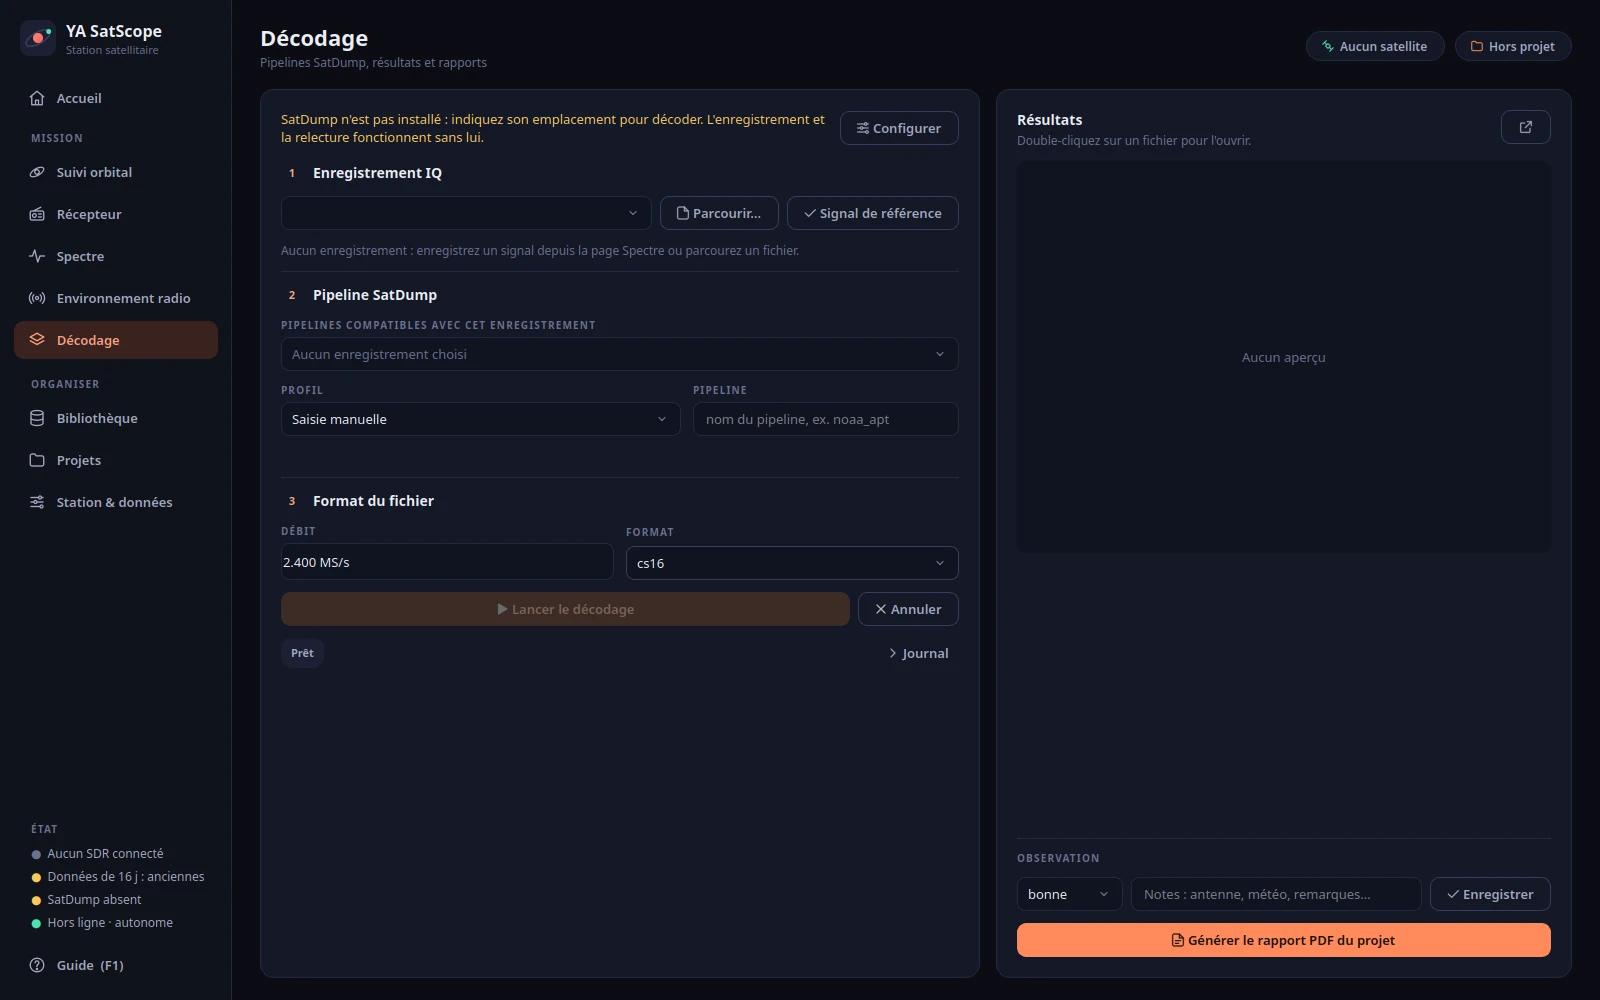 YA SatScope
Station satellitaire
Accueil
MISSION
Suivi orbital
Récepteur
Spectre
Environnement radio
Décodage
ORGANISER
Bibliothèque
Projets
Station & données
ÉTAT
Aucun SDR connecté
Données de 16 j : anciennes
SatDump absent
Hors ligne · autonome
Guide (F1)
Décodage
Pipelines SatDump, résultats et rapports
Aucun satellite
Hors projet
SatDump n'est pas installé : indiquez son emplacement pour décoder. L'enregistrement et
la relecture fonctionnent sans lui.
Configurer
1 Enregistrement IQ
Parcourir...
Signal de référence
Aucun enregistrement : enregistrez un signal depuis la page Spectre ou parcourez un fichier.
2 Pipeline SatDump
PIPELINES COMPATIBLES AVEC CET ENREGISTREMENT
Aucun enregistrement choisi
PROFIL
PIPELINE
Saisie manuelle
nom du pipeline, ex. noaa_apt
3 Format du fichier
DÉBIT
FORMAT
2.400 MS/s
cs16
Lancer le décodage
Annuler
Prêt
Journal
Résultats
Double-cliquez sur un fichier pour l'ouvrir.
Aucun aperçu
OBSERVATION
bonne
Notes : antenne, météo, remarques...
Enregistrer
Générer le rapport PDF du projet